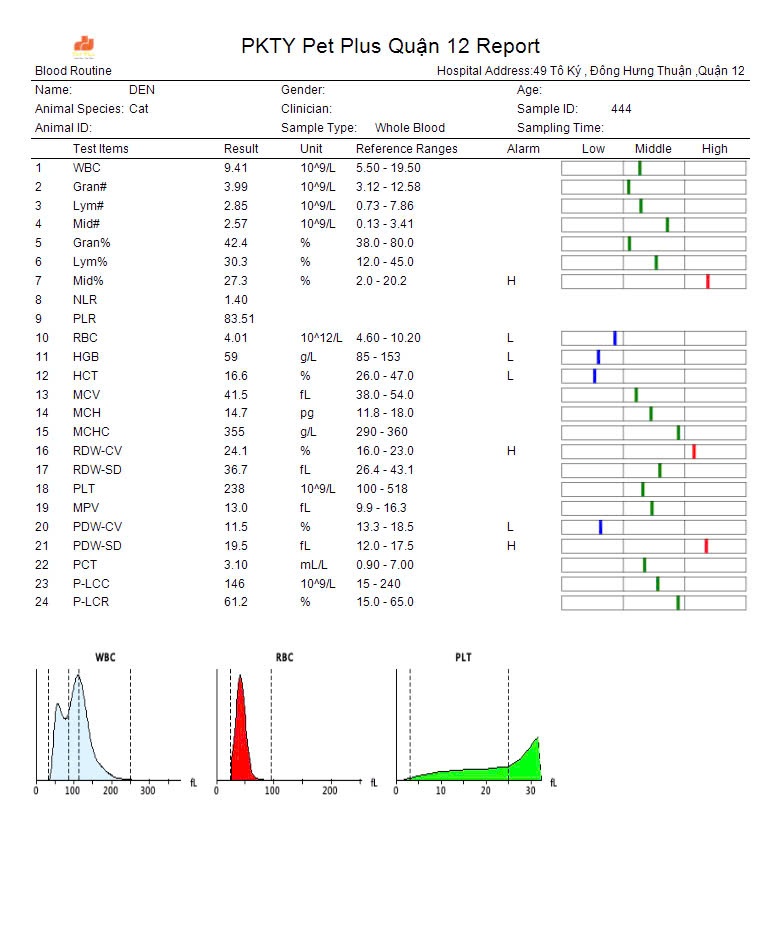 PKTY Pet Plus Quận 12 Report
Blood Routine Hospital Address:49 Tô Ký , Đông Hưng Thuận ,Quận 12
Name: DEN Gender: Age:
Animal Species: Cat Clinician: Sample ID: 444
Animal ID: Sample Type: Whole Blood Sampling Time:
Test Items Result Unit Reference Ranges Alarm Low Middle High
1 WBC 9.41 10^9/L 5.50 - 19.50
2 Gran# 3.99 10^9/L 3.12 - 12.58
3 Lym# 2.85 10^9/L 0.73 - 7.86
4 Mid# 2.57 10^9/L 0.13 - 3.41
5 Gran% 42.4 % 38.0 - 80.0
6 Lym% 30.3 % 12.0 - 45.0
7 Mid% 27.3 % 2.0 - 20.2 H
8 NLR 1.40
9 PLR 83.51
10 RBC 4.01 10^12/L 4.60 - 10.20 L
11 HGB 59 g/L 85 - 153 L
12 HCT 16.6 % 26.0 - 47.0 L
13 MCV 41.5 fL 38.0 - 54.0
14 MCH 14.7 pg 11.8 - 18.0
15 MCHC 355 g/L 290 - 360
16 RDW-CV 24.1 % 16.0 - 23.0 H
17 RDW-SD 36.7 fL 26.4 - 43.1
18 PLT 238 10^9/L 100 - 518
19 MPV 13.0 fL 9.9 - 16.3
20 PDW-CV 11.5 % 13.3 - 18.5 L
21 PDW-SD 19.5 fL 12.0 - 17.5 H
22 PCT 3.10 mL/L 0.90 - 7.00
23 P-LCC 146 10^9/L 15 - 240
24 P-LCR 61.2 % 15.0 - 65.0
WBC RBC PLT
0 100 200 300 fL 0 100 200 fL 0 10 20 30 fL